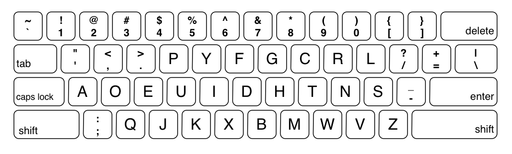 ~ ` ! 1 @ 2 # 3 $ 4 % 5 ^ 6 & 7 * 8 ( 9 ) 0 { [ } ] delete
tab " ' < , > . P Y F G C R L ? / + = | \
caps lock A O E U I D H T N S _ - enter
shift : ; Q J K X B M W V Z shift